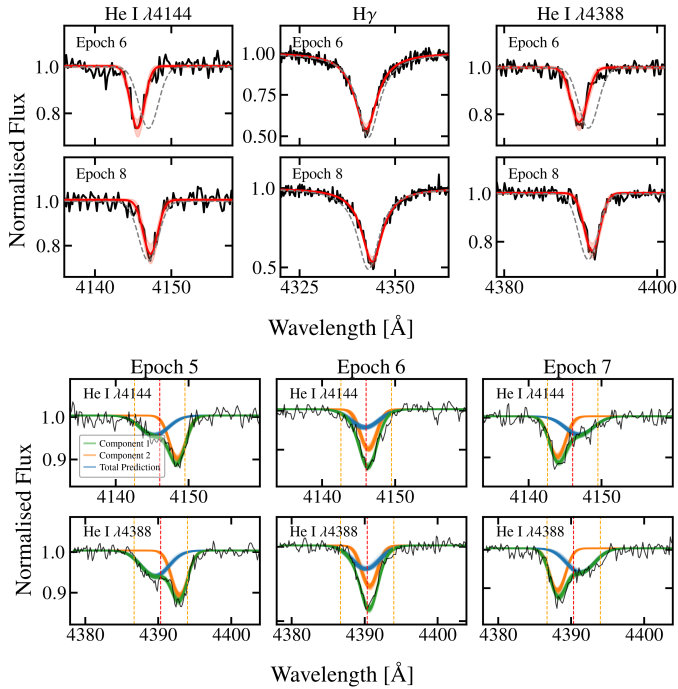 He I λ4144 Hγ He I λ4388
Epoch 6 Epoch 6 Epoch 6
1.0 1.00 1.0
0.8 0.75 0.8
0.50
Epoch 8 Epoch 8 Epoch 8
1.0 1.0 1.0
0.8 0.5 0.8
4140 4150 4325 4350 4380 4400
Normalised Flux
Wavelength [Å]
Epoch 5 Epoch 6 Epoch 7
He I λ4144 He I λ4144 He I λ4144
1.0
Component 1
Component 2
Total Prediction
0.9
4140 4150 4140 4150 4140 4150
He I λ4388 He I λ4388 He I λ4388
1.0
0.9
4380 4390 4400 4380 4390 4400 4380 4390 4400
Normalised Flux
Wavelength [Å]